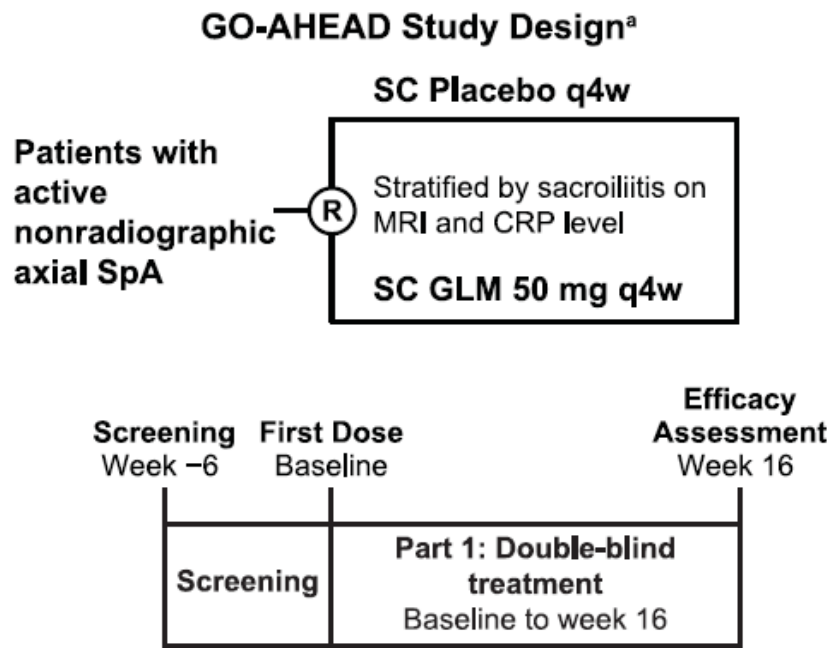 GO-AHEAD Study Designᵃ
SC Placebo q4w
Patients with
active
nonradiographic
axial SpA
R
Stratified by sacroiliitis on
MRI and CRP level
SC GLM 50 mg q4w
Screening
Week −6
First Dose
Baseline
Efficacy
Assessment
Week 16
Screening
Part 1: Double-blind
treatment
Baseline to week 16